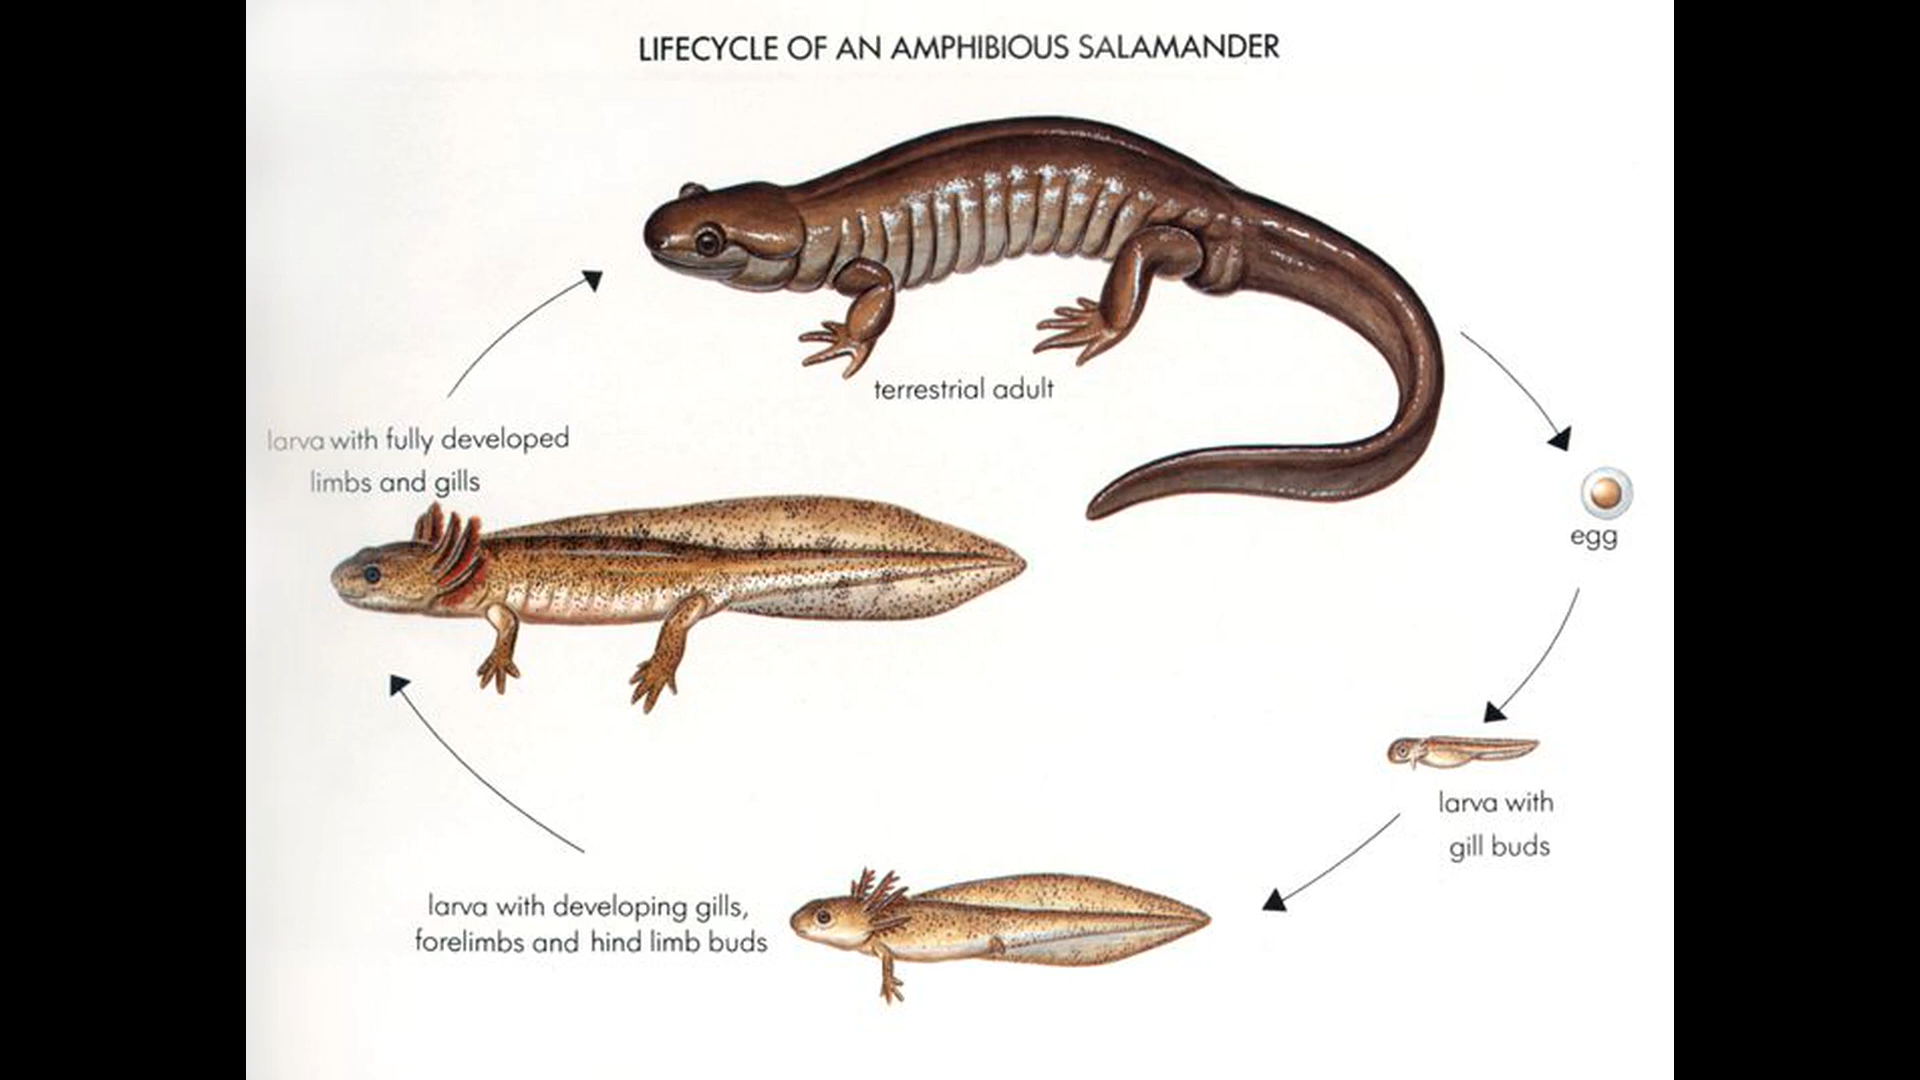 LIFECYCLE OF AN AMPHIBIOUS SALAMANDER
terrestrial adult
larva with fully developed
limbs and gills
egg
larva with
gill buds
larva with developing gills,
forelimbs and hind limb buds